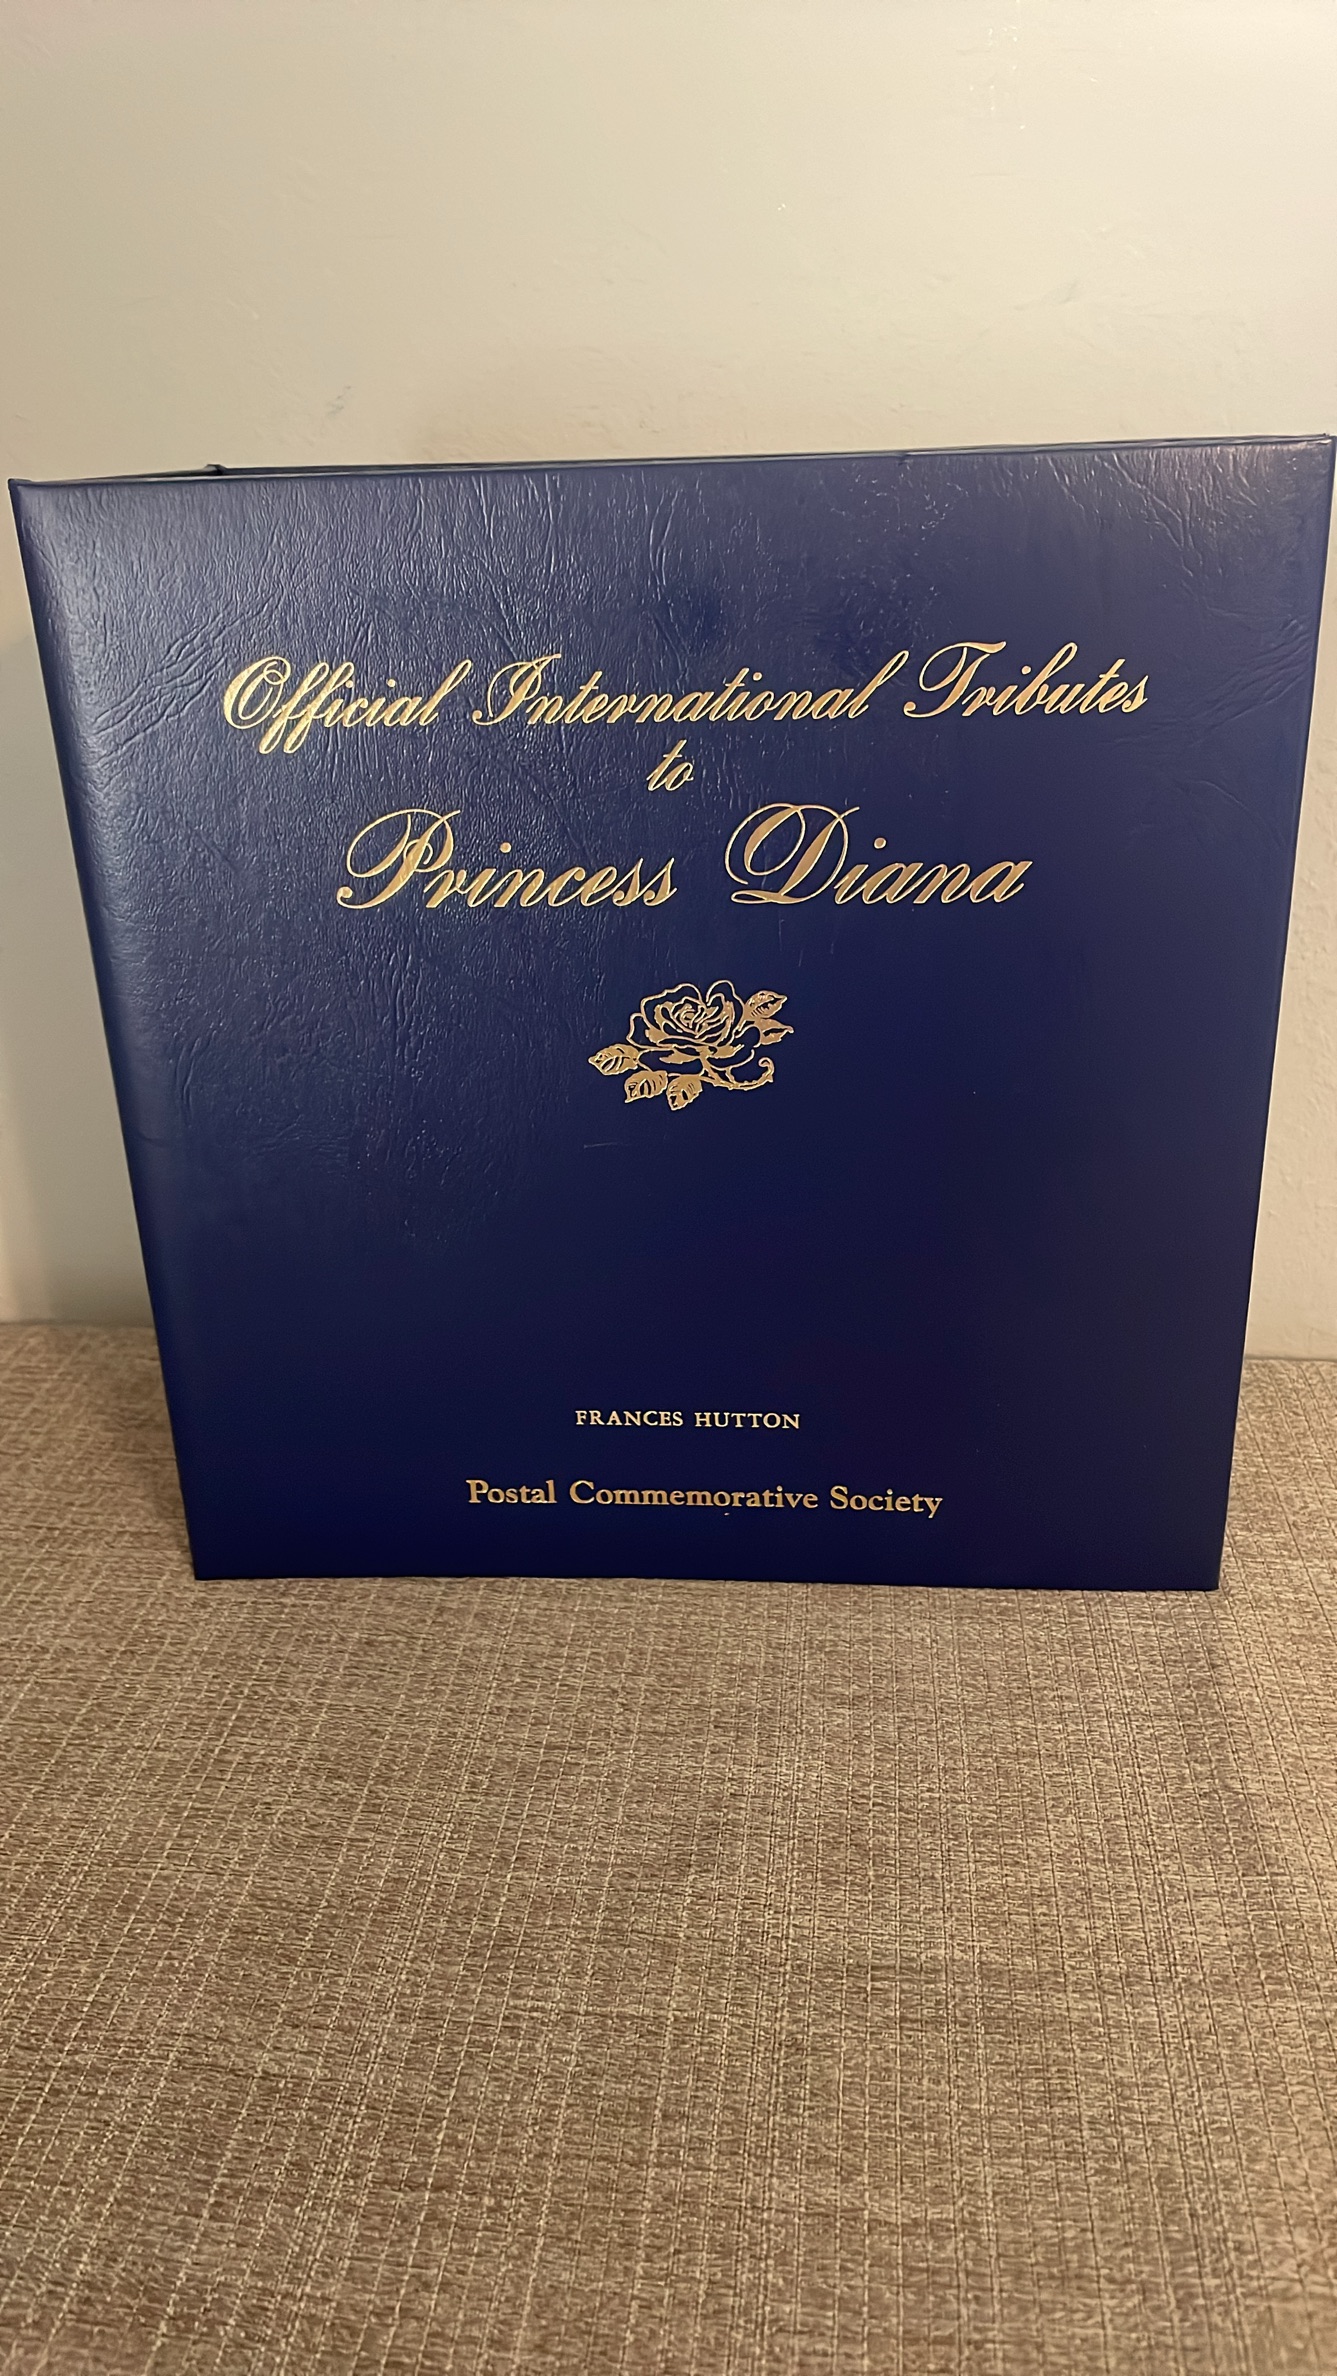 Official International Tributes
to
Princess Diana
FRANCES HUTTON
Postal Commemorative Society